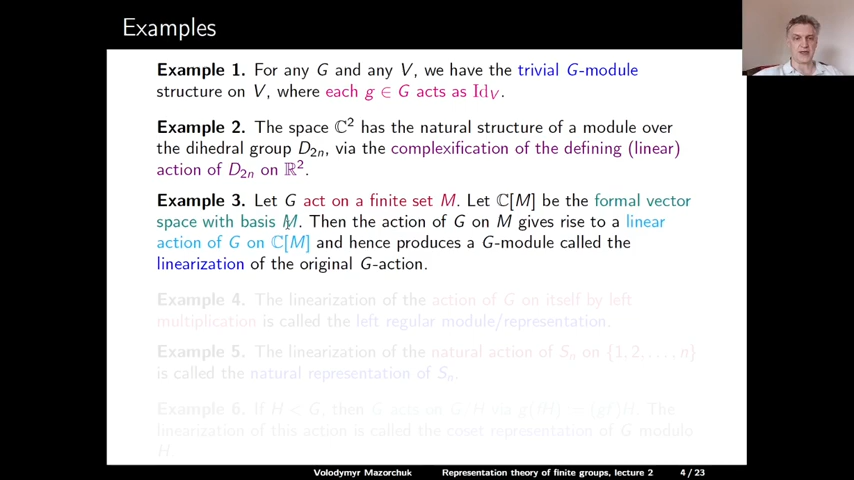 Examples
Example 1. For any G and any V, we have the trivial G-module
structure on V, where each g ∈ G acts as Id_V.
Example 2. The space ℂ² has the natural structure of a module over
the dihedral group D₂ₙ, via the complexification of the defining (linear)
action of D₂ₙ on ℝ².
Example 3. Let G act on a finite set M. Let ℂ[M] be the formal vector
space with basis M. Then the action of G on M gives rise to a linear
action of G on ℂ[M] and hence produces a G-module called the
linearization of the original G-action.
Example 4. The linearization of the action of G on itself by left
multiplication is called the left regular module/representation.
Example 5. The linearization of the natural action of Sₙ on {1, 2, . . . , n}
is called the natural representation of Sₙ.
Example 6. If H < G, then G acts on G/H via g(fH) = (gf)H. The
linearization of this action is called the coset representation of G modulo
H.
Volodymyr Mazorchuk Representation theory of finite groups, lecture 2 4/23